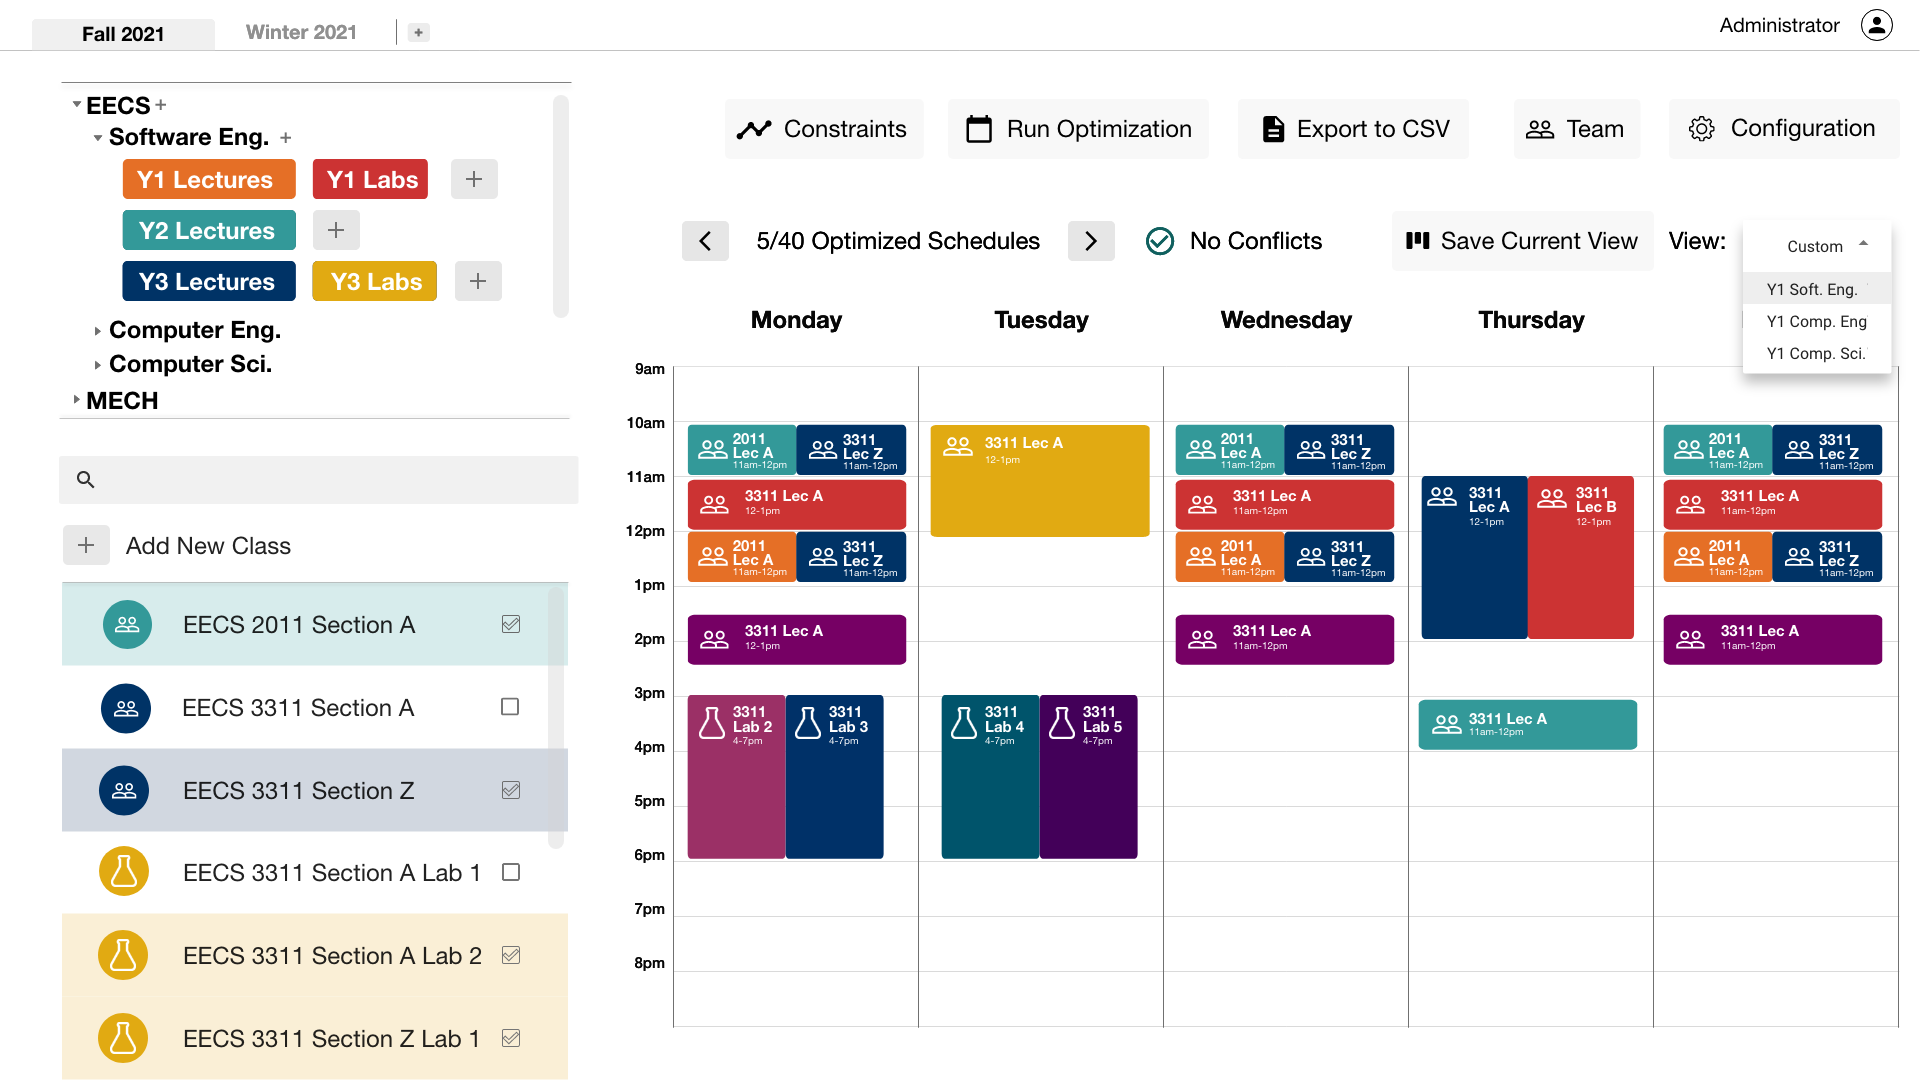 Fall 2021
Winter 2021
+
Administrator
EECS +
Software Eng. +
Y1 Lectures
Y1 Labs
+
Y2 Lectures
+
Y3 Lectures
Y3 Labs
+
Computer Eng.
Computer Sci.
MECH
Add New Class
EECS 2011 Section A
EECS 3311 Section A
EECS 3311 Section Z
EECS 3311 Section A Lab 1
EECS 3311 Section A Lab 2
EECS 3311 Section Z Lab 1
Constraints
Run Optimization
Export to CSV
Team
Configuration
5/40 Optimized Schedules
No Conflicts
Save Current View
View:
Custom
Y1 Soft. Eng.
Y1 Comp. Eng
Y1 Comp. Sci.
Monday
Tuesday
Wednesday
Thursday
9am
10am
11am
12pm
1pm
2pm
3pm
4pm
5pm
6pm
7pm
8pm
2011
Lec A
11am-12pm
3311
Lec Z
11am-12pm
3311 Lec A
12-1pm
2011
Lec A
11am-12pm
3311
Lec Z
11am-12pm
3311 Lec A
12-1pm
3311
Lab 2
4-7pm
3311
Lab 3
4-7pm
3311 Lec A
12-1pm
3311
Lab 4
4-7pm
3311
Lab 5
4-7pm
2011
Lec A
11am-12pm
3311
Lec Z
11am-12pm
3311 Lec A
11am-12pm
2011
Lec A
11am-12pm
3311
Lec Z
11am-12pm
3311 Lec A
11am-12pm
3311
Lec A
12-1pm
3311
Lec B
12-1pm
3311 Lec A
11am-12pm
2011
Lec A
11am-12pm
3311
Lec Z
11am-12pm
3311 Lec A
11am-12pm
2011
Lec A
11am-12pm
3311
Lec Z
11am-12pm
3311 Lec A
11am-12pm